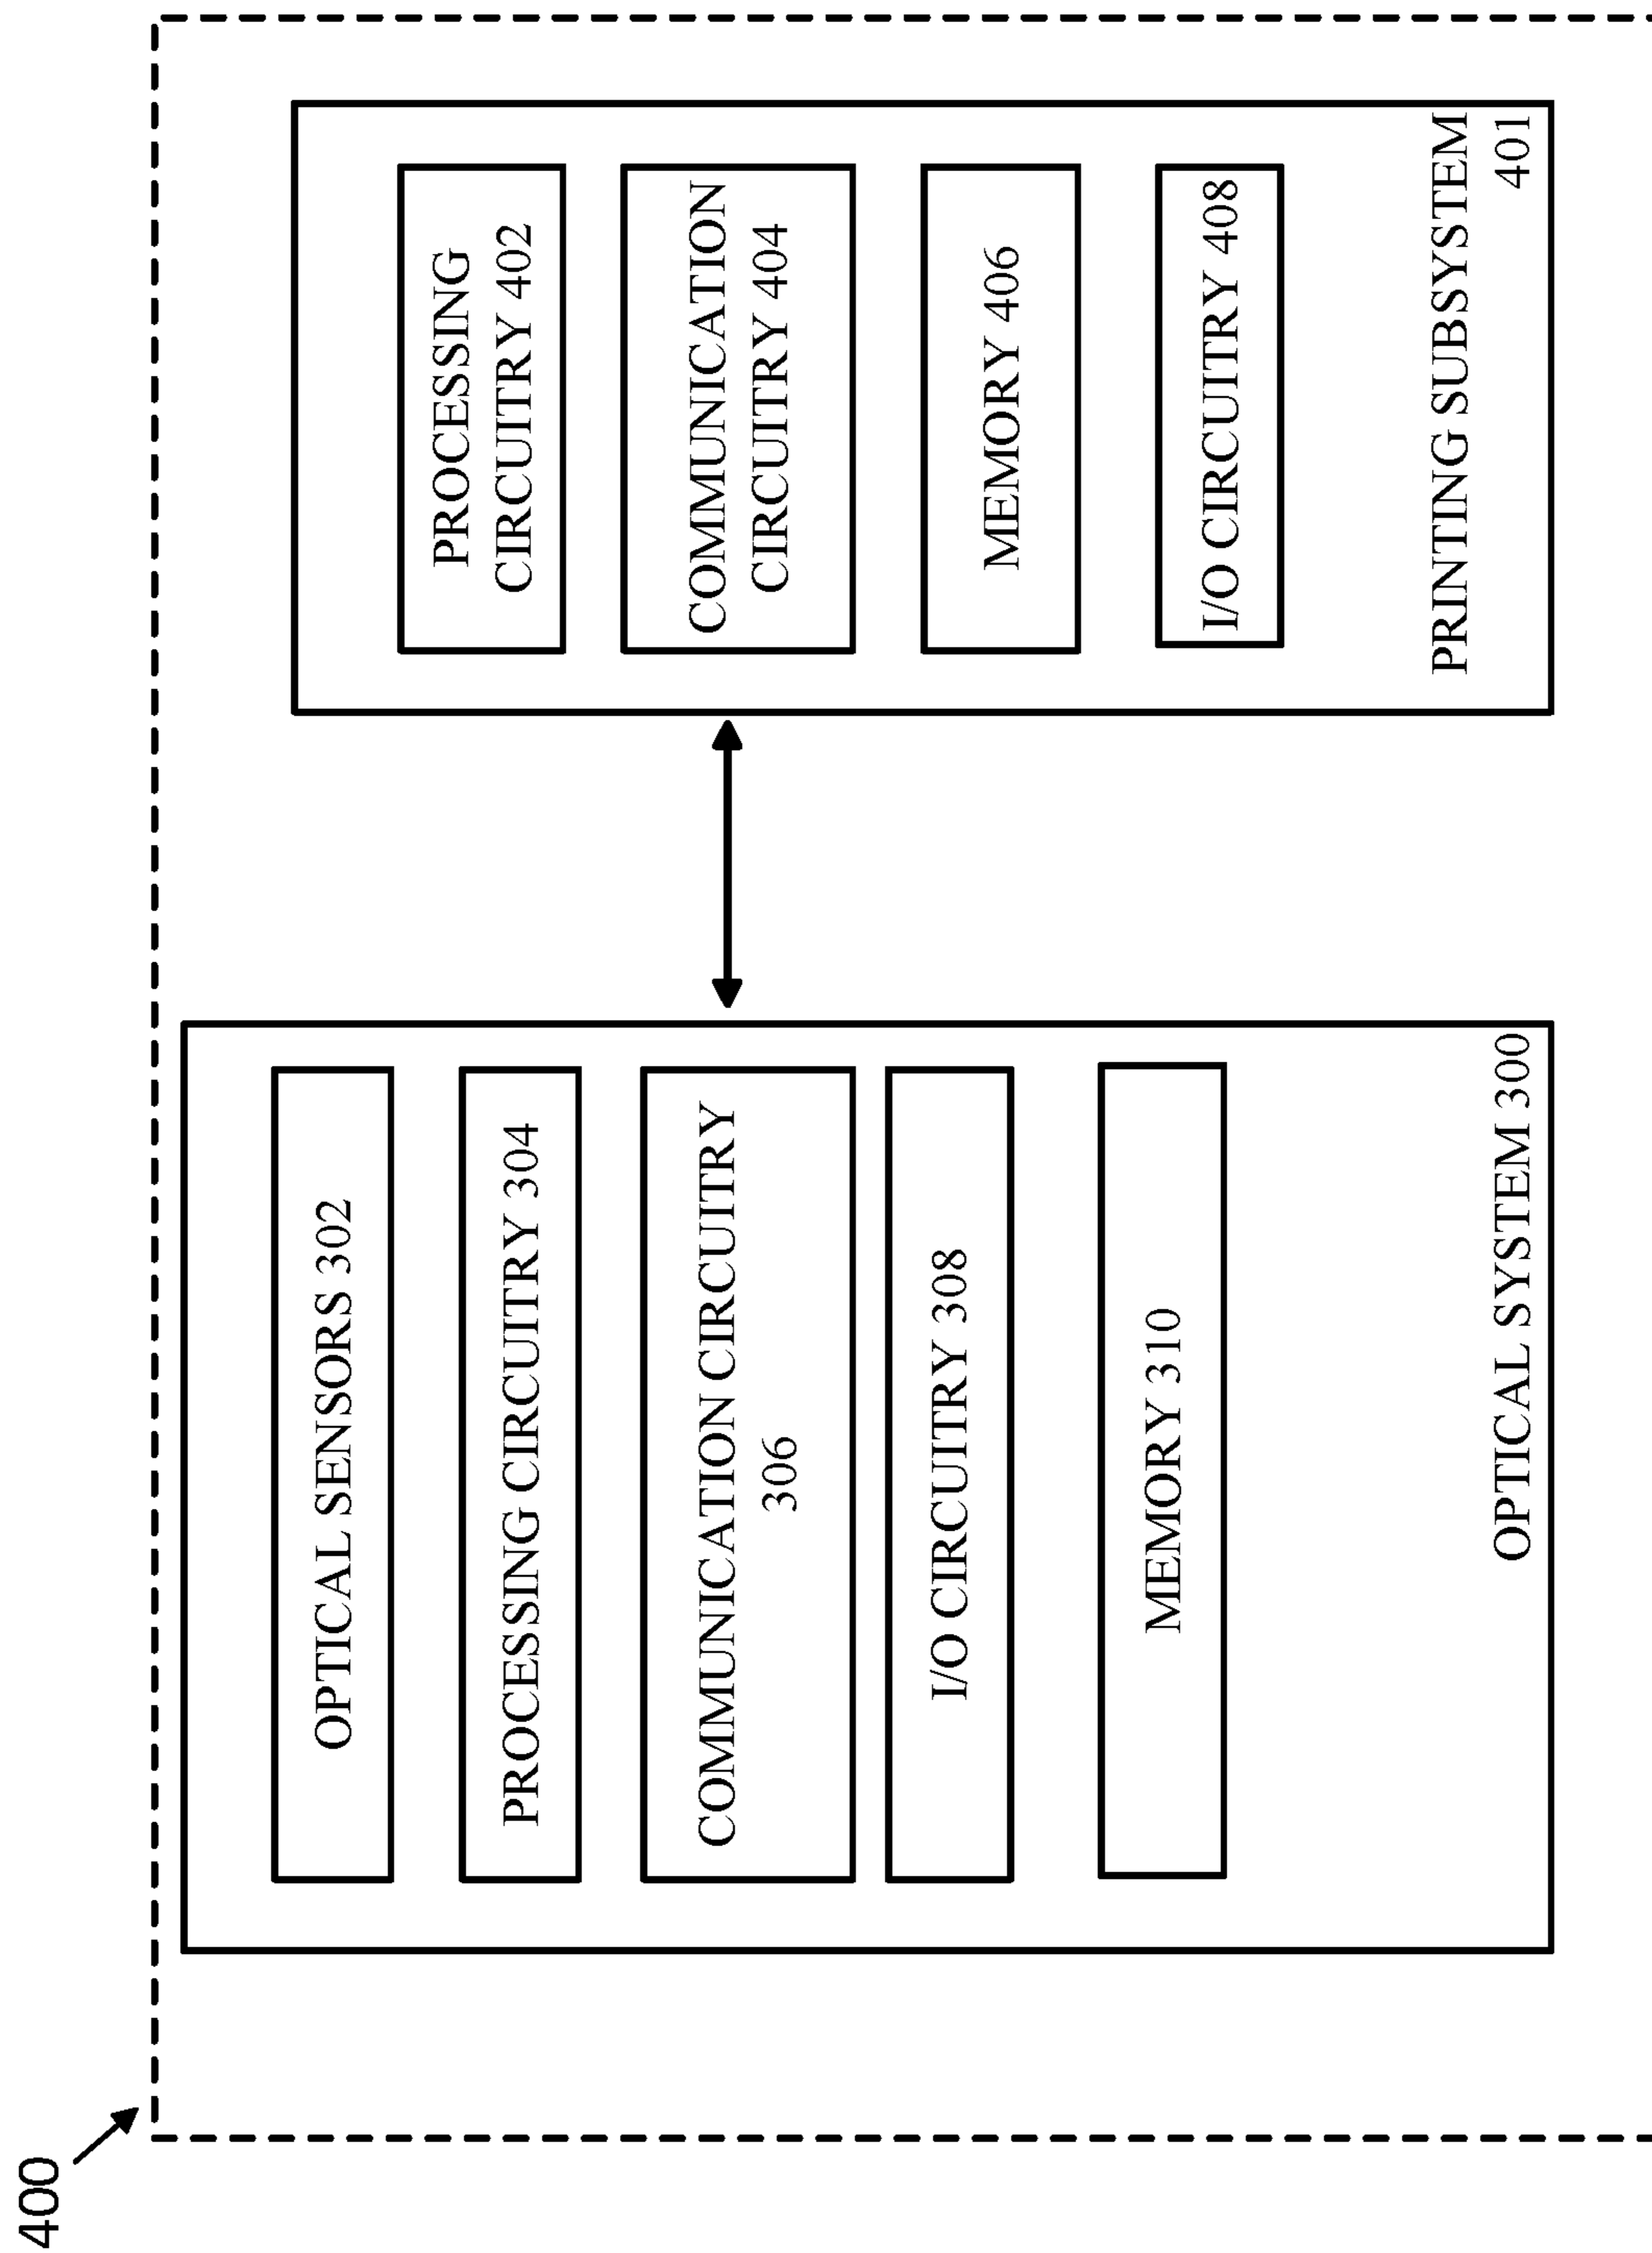 400
OPTICAL SENSORS 302
PROCESSING CIRCUITRY 304
COMMUNICATION CIRCUITRY
306
I/O CIRCUITRY 308
MEMORY 310
OPTICAL SYSTEM 300
PROCESSING
CIRCUITRY 402
COMMUNICATION
CIRCUITRY 404
MEMORY 406
I/O CIRCUITRY 408
PRINTING SUBSYSTEM
401